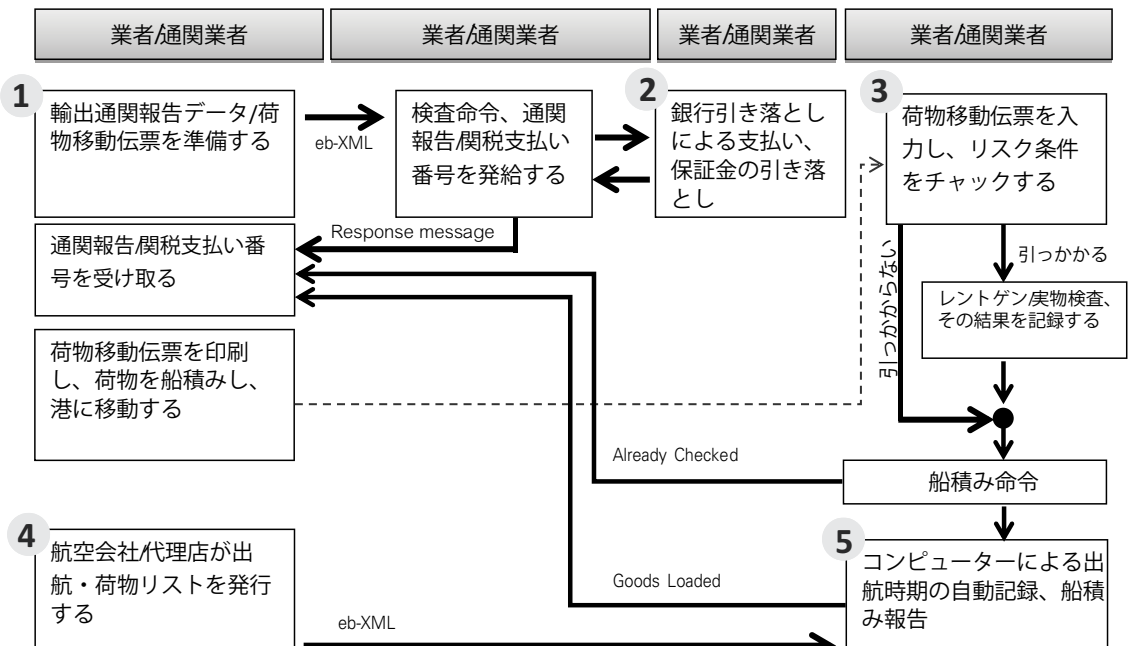 業者/通関業者
業者/通関業者
業者/通関業者
業者/通関業者
1
輸出通関報告データ/荷
物移動伝票を準備する
eb-XML
検査命令、通関
報告/関税支払い
番号を発給する
2
銀行引き落とし
による支払い、
保証金の引き落
とし
3
荷物移動伝票を入
力し、リスク条件
をチェックする
通関報告/関税支払い番
号を受け取る
Response message
引っかからない
引っかかる
レントゲン/実物検査、
その結果を記録する
荷物移動伝票を印刷
し、荷物を船積みし、
港に移動する
Already Checked
船積み命令
4
航空会社/代理店が出
航・荷物リストを発行
する
eb-XML
Goods Loaded
5
コンピューターによる出
航時期の自動記録、船積
み報告